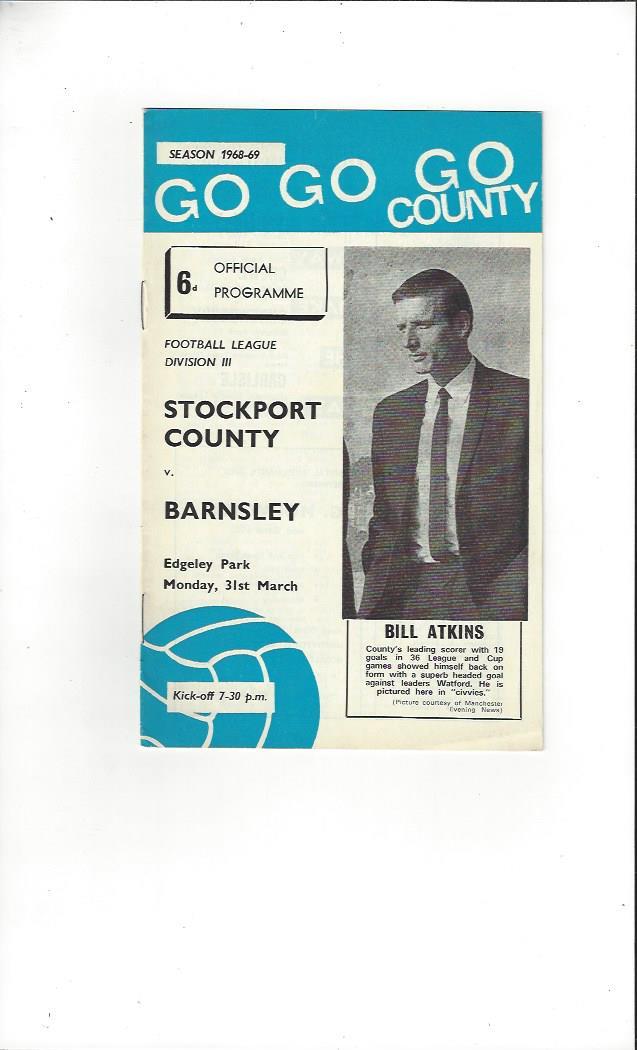 SEASON 1968-69
GO GO GO
COUNTY
6d
OFFICIAL
PROGRAMME
FOOTBALL LEAGUE
DIVISION III
STOCKPORT
COUNTY
v.
BARNSLEY
Edgeley Park
Monday, 31st March
Kick-off 7-30 p.m.
BILL ATKINS
County's leading scorer with 19
goals in 36 League and Cup
games showed himself back on
form with a superb headed goal
against leaders Watford. He is
pictured here in "civvies."
(Picture courtesy of Manchester
Evening News)